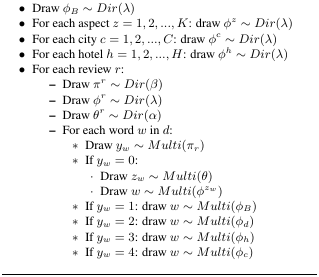 • Draw ϕ_B ∼ Dir(λ)
• For each aspect z = 1, 2, ..., K: draw ϕ^z ∼ Dir(λ)
• For each city c = 1, 2, ..., C: draw ϕ^c ∼ Dir(λ)
• For each hotel h = 1, 2, ..., H: draw ϕ^h ∼ Dir(λ)
• For each review r:
– Draw π^r ∼ Dir(β)
– Draw ϕ^r ∼ Dir(λ)
– Draw θ^r ∼ Dir(α)
– For each word w in d:
∗ Draw y_w ∼ Multi(π_r)
∗ If y_w = 0:
· Draw z_w ∼ Multi(θ)
· Draw w ∼ Multi(ϕ^{z_w})
∗ If y_w = 1: draw w ∼ Multi(ϕ_B)
∗ If y_w = 2: draw w ∼ Multi(ϕ_d)
∗ If y_w = 3: draw w ∼ Multi(ϕ_h)
∗ If y_w = 4: draw w ∼ Multi(ϕ_c)